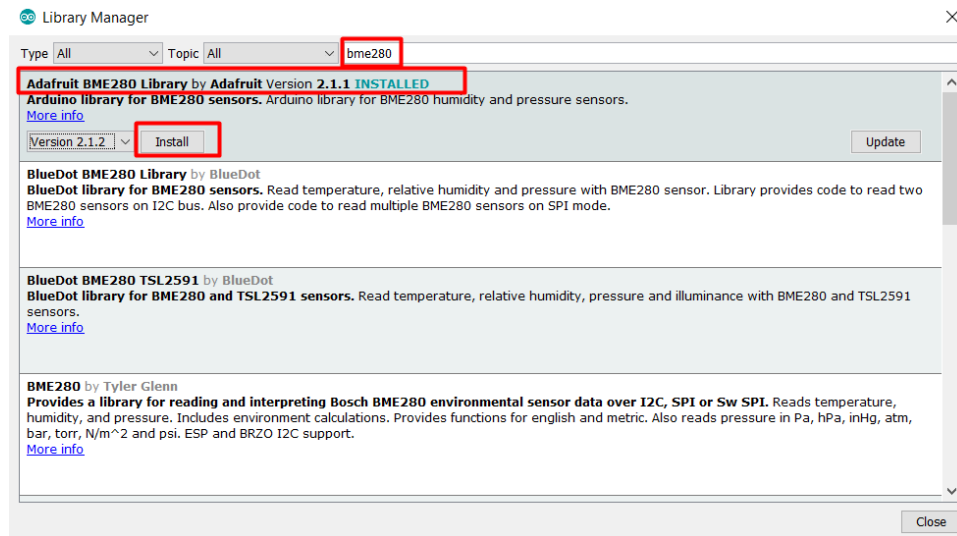 Library Manager
Type All Topic All bme280
Adafruit BME280 Library by Adafruit Version 2.1.1 INSTALLED
Arduino library for BME280 sensors. Arduino library for BME280 humidity and pressure sensors.
More info
Version 2.1.2 Install Update
BlueDot BME280 Library by BlueDot
BlueDot library for BME280 sensors. Read temperature, relative humidity and pressure with BME280 sensor. Library provides code to read two
BME280 sensors on I2C bus. Also provide code to read multiple BME280 sensors on SPI mode.
More info
BlueDot BME280 TSL2591 by BlueDot
BlueDot library for BME280 and TSL2591 sensors. Read temperature, relative humidity, pressure and illuminance with BME280 and TSL2591
sensors.
More info
BME280 by Tyler Glenn
Provides a library for reading and interpreting Bosch BME280 environmental sensor data over I2C, SPI or Sw SPI. Reads temperature,
humidity, and pressure. Includes environment calculations. Provides functions for english and metric. Also reads pressure in Pa, hPa, inHg, atm,
bar, torr, N/m^2 and psi. ESP and BRZO I2C support.
More info
Close